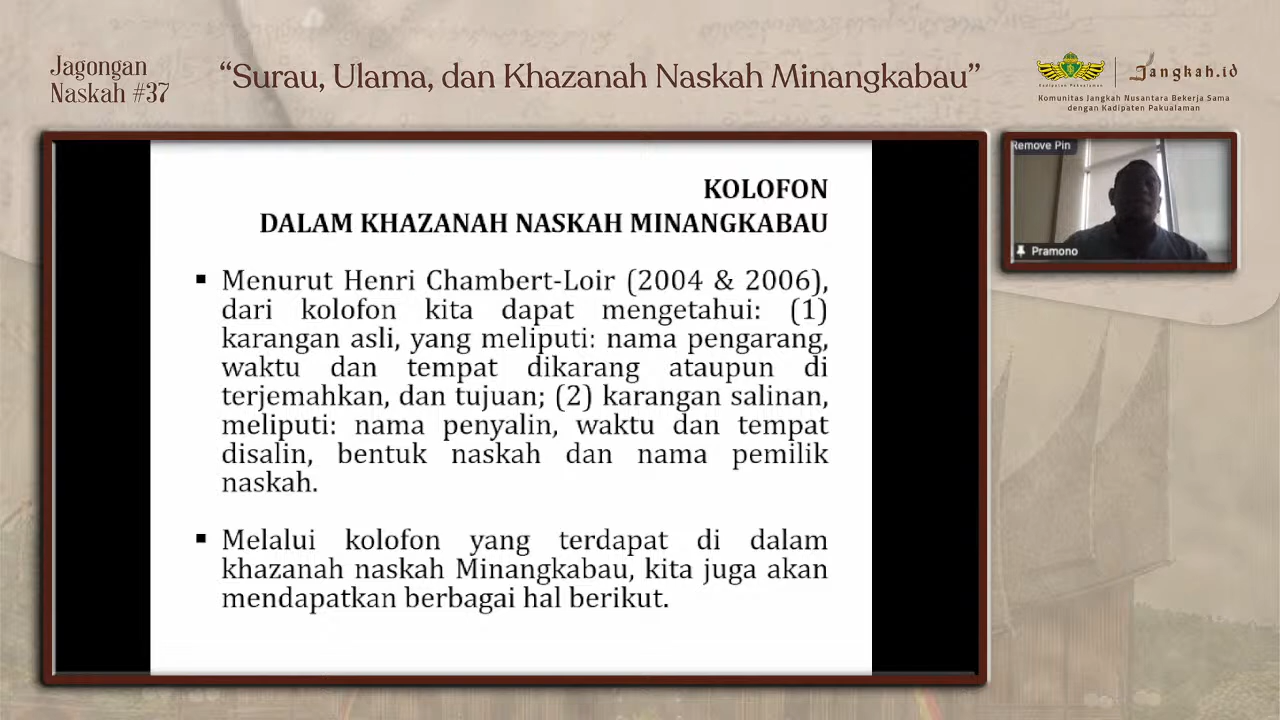 Jagongan
Naskah #37
“Surau, Ulama, dan Khazanah Naskah Minangkabau”
Kadipaten Pakualaman
Jangkah.id
Komunitas Jangkah Nusantara Bekerja Sama
dengan Kadipaten Pakualaman
KOLOFON
DALAM KHAZANAH NASKAH MINANGKABAU
▪ Menurut Henri Chambert-Loir (2004 & 2006),
dari kolofon kita dapat mengetahui: (1)
karangan asli, yang meliputi: nama pengarang,
waktu dan tempat dikarang ataupun di
terjemahkan, dan tujuan; (2) karangan salinan,
meliputi: nama penyalin, waktu dan tempat
disalin, bentuk naskah dan nama pemilik
naskah.
▪ Melalui kolofon yang terdapat di dalam
khazanah naskah Minangkabau, kita juga akan
mendapatkan berbagai hal berikut.
Remove Pin
Pramono